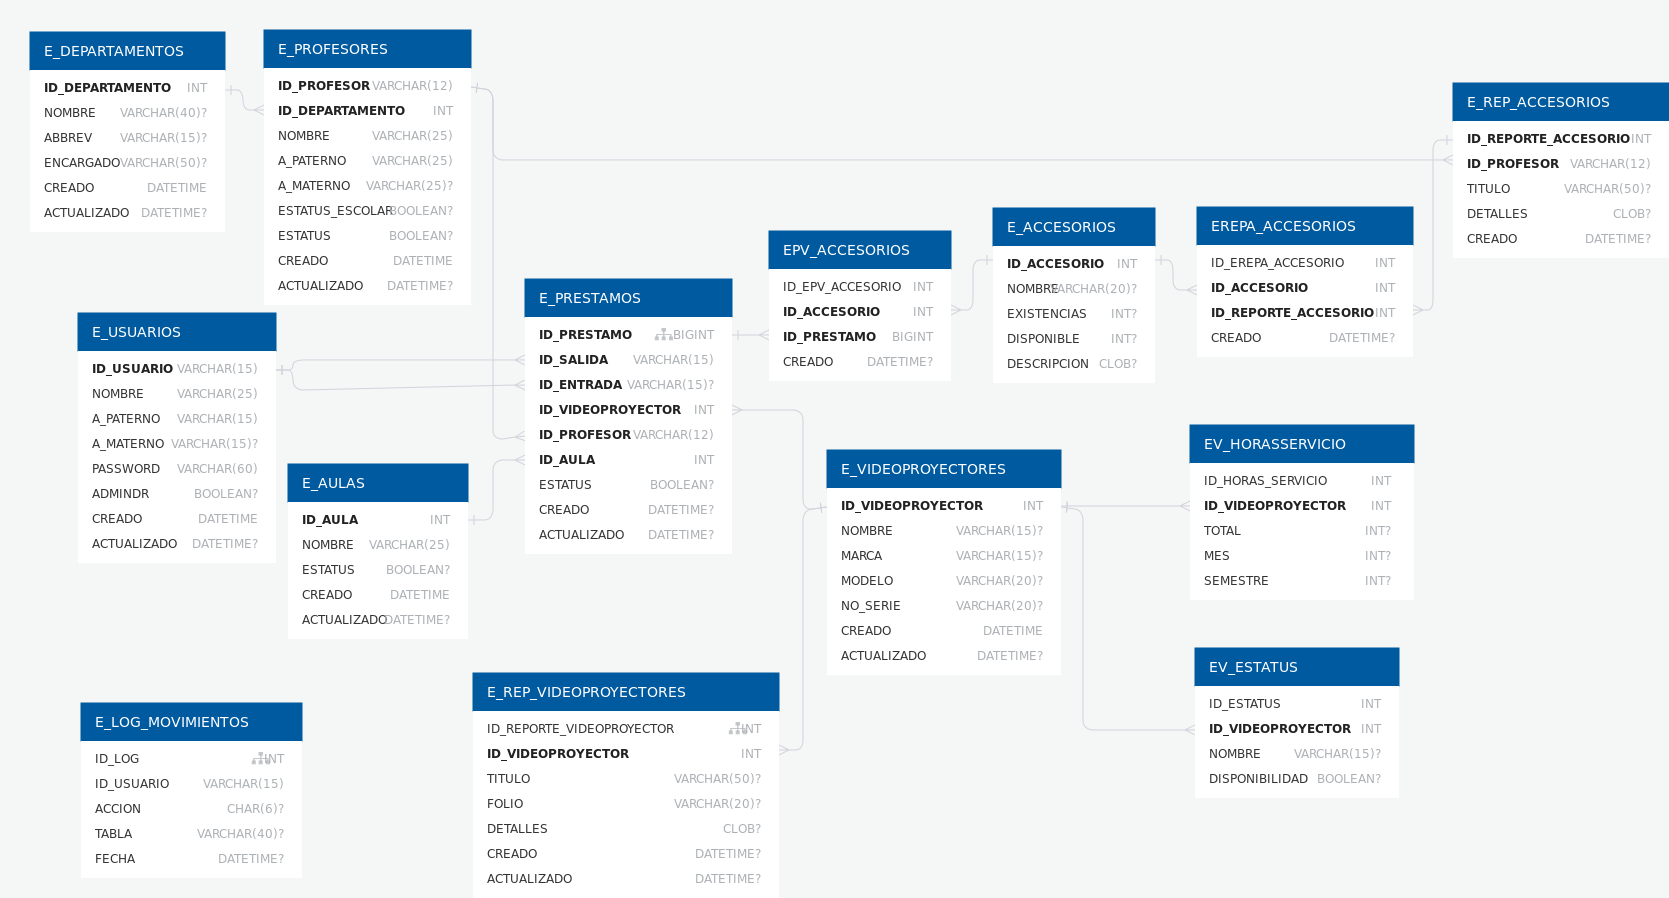 E_DEPARTAMENTOS
ID_DEPARTAMENTO INT
NOMBRE VARCHAR(40)?
ABBREV VARCHAR(15)?
ENCARGADO VARCHAR(50)?
CREADO DATETIME
ACTUALIZADO DATETIME?
E_PROFESORES
ID_PROFESOR VARCHAR(12)
ID_DEPARTAMENTO INT
NOMBRE VARCHAR(25)
A_PATERNO VARCHAR(25)
A_MATERNO VARCHAR(25)?
ESTATUS_ESCOLAR BOOLEAN?
ESTATUS BOOLEAN?
CREADO DATETIME
ACTUALIZADO DATETIME?
E_REP_ACCESORIOS
ID_REPORTE_ACCESORIO INT
ID_PROFESOR VARCHAR(12)
TITULO VARCHAR(50)?
DETALLES CLOB?
CREADO DATETIME?
EPV_ACCESORIOS
ID_EPV_ACCESORIO INT
ID_ACCESORIO INT
ID_PRESTAMO BIGINT
CREADO DATETIME?
E_ACCESORIOS
ID_ACCESORIO INT
NOMBRE VARCHAR(20)?
EXISTENCIAS INT?
DISPONIBLE INT?
DESCRIPCION CLOB?
EREPA_ACCESORIOS
ID_EREPA_ACCESORIO INT
ID_ACCESORIO INT
ID_REPORTE_ACCESORIO INT
CREADO DATETIME?
E_USUARIOS
ID_USUARIO VARCHAR(15)
NOMBRE VARCHAR(25)
A_PATERNO VARCHAR(15)
A_MATERNO VARCHAR(15)?
PASSWORD VARCHAR(60)
ADMINDR BOOLEAN?
CREADO DATETIME
ACTUALIZADO DATETIME?
E_PRESTAMOS
ID_PRESTAMO BIGINT
ID_SALIDA VARCHAR(15)
ID_ENTRADA VARCHAR(15)?
ID_VIDEOPROYECTOR INT
ID_PROFESOR VARCHAR(12)
ID_AULA INT
ESTATUS BOOLEAN?
CREADO DATETIME?
ACTUALIZADO DATETIME?
E_AULAS
ID_AULA INT
NOMBRE VARCHAR(25)
ESTATUS BOOLEAN?
CREADO DATETIME
ACTUALIZADO DATETIME?
E_VIDEOPROYECTORES
ID_VIDEOPROYECTOR INT
NOMBRE VARCHAR(15)?
MARCA VARCHAR(15)?
MODELO VARCHAR(20)?
NO_SERIE VARCHAR(20)?
CREADO DATETIME
ACTUALIZADO DATETIME?
EV_HORASSERVICIO
ID_HORAS_SERVICIO INT
ID_VIDEOPROYECTOR INT
TOTAL INT?
MES INT?
SEMESTRE INT?
EV_ESTATUS
ID_ESTATUS INT
ID_VIDEOPROYECTOR INT
NOMBRE VARCHAR(15)?
DISPONIBILIDAD BOOLEAN?
E_LOG_MOVIMIENTOS
ID_LOG INT
ID_USUARIO VARCHAR(15)
ACCION CHAR(6)?
TABLA VARCHAR(40)?
FECHA DATETIME?
E_REP_VIDEOPROYECTORES
ID_REPORTE_VIDEOPROYECTOR INT
ID_VIDEOPROYECTOR INT
TITULO VARCHAR(50)?
FOLIO VARCHAR(20)?
DETALLES CLOB?
CREADO DATETIME?
ACTUALIZADO DATETIME?